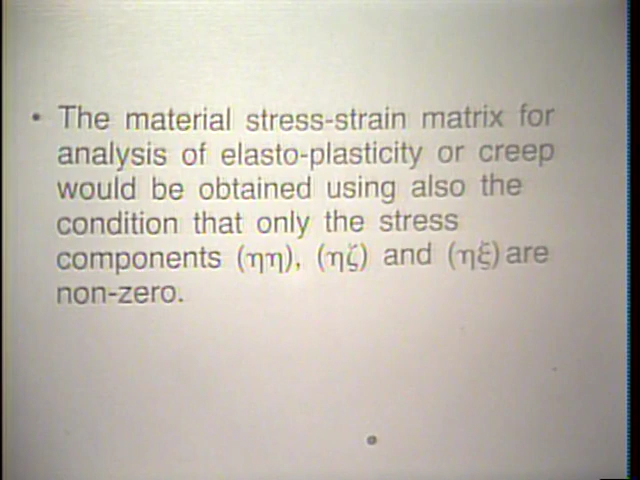 • The material stress-strain matrix for
analysis of elasto-plasticity or creep
would be obtained using also the
condition that only the stress
components (ηη), (ηζ) and (ηξ) are
non-zero.